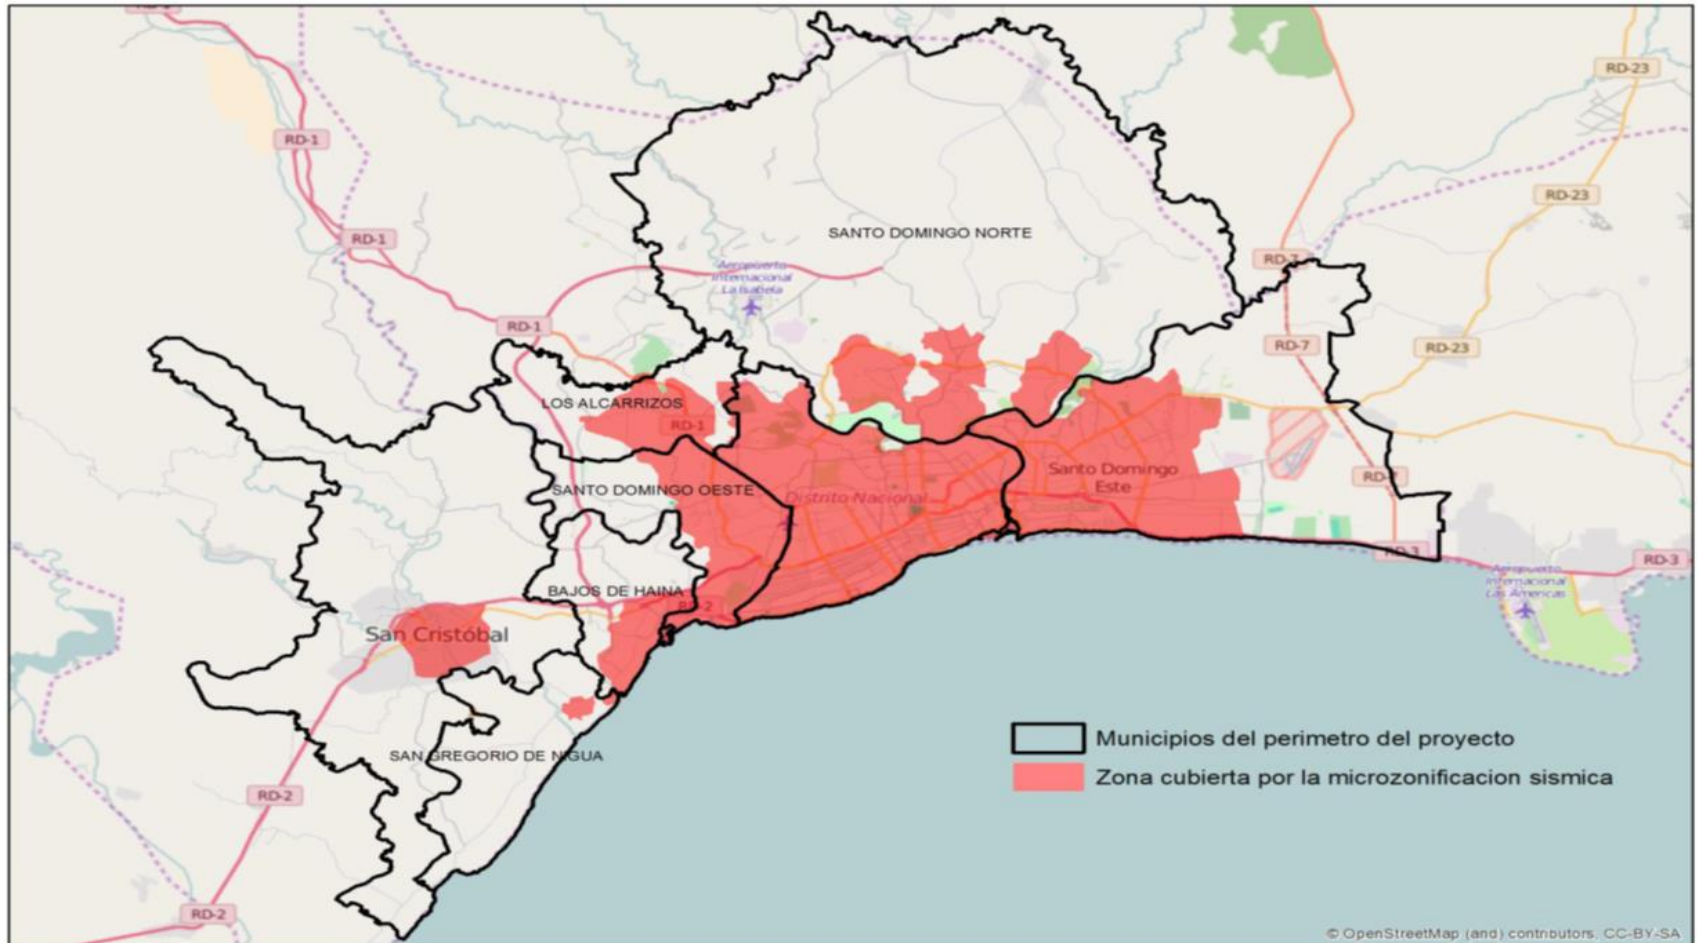 RD-23
RD-1
RD-23
SANTO DOMINGO NORTE
RD-1
RD-7
Aeropuerto
Internacional
La Isabela
RD-1
RD-7
RD-23
LOS ALCARRIZOS
RD-1
Santo Domingo
Este
SANTO DOMINGO OESTE
Distrito Nacional
RD-3
RD-3
Aeropuerto
Internacional
Las Américas
BAJOS DE HAINA
RD-2
San Cristóbal
SAN GREGORIO DE NIGUA
Municipios del perimetro del proyecto
Zona cubierta por la microzonificacion sismica
RD-2
RD-2
© OpenStreetMap (and) contributors, CC-BY-SA